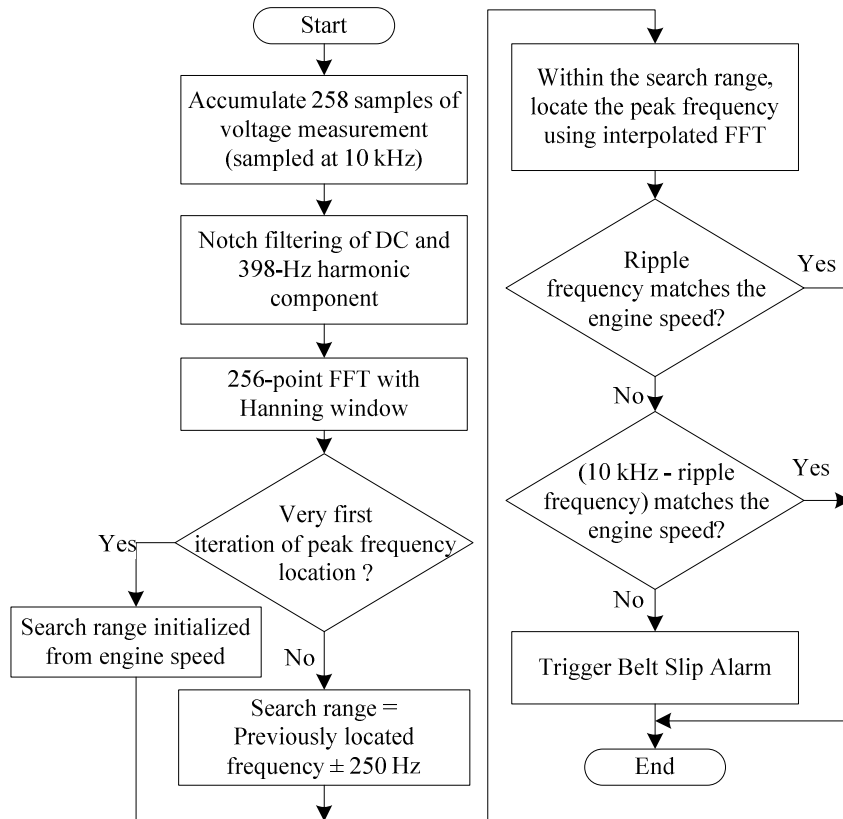 Start
Accumulate 258 samples of
voltage measurement
(sampled at 10 kHz)
Notch filtering of DC and
398-Hz harmonic
component
256-point FFT with
Hanning window
Very first
iteration of peak frequency
location ?
Yes
Search range initialized
from engine speed
No
Search range =
Previously located
frequency ± 250 Hz
Within the search range,
locate the peak frequency
using interpolated FFT
Ripple
frequency matches the
engine speed?
Yes
No
(10 kHz - ripple
frequency) matches the
engine speed?
Yes
No
Trigger Belt Slip Alarm
End